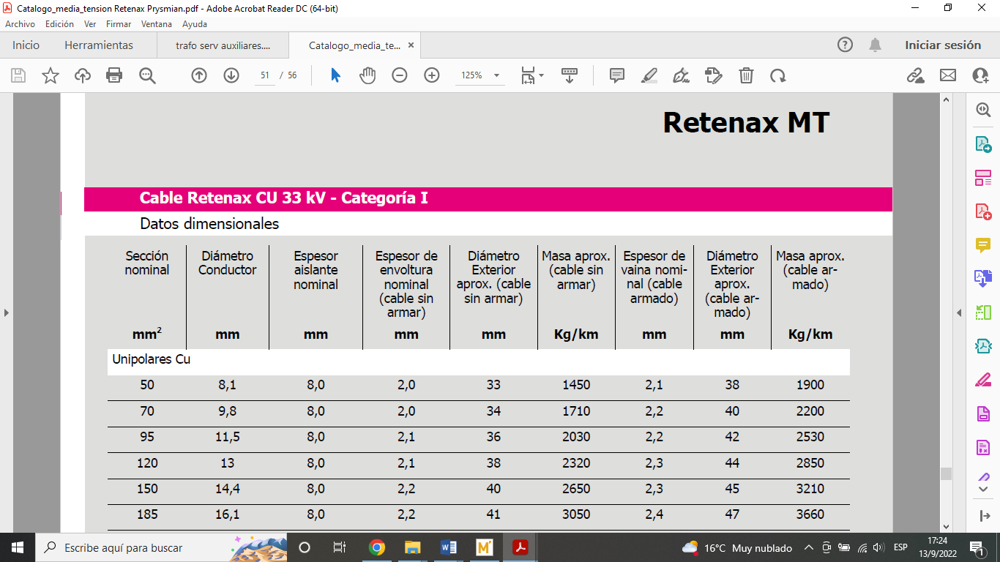 Catalogo_media_tension Retenax Prysmian.pdf - Adobe Acrobat Reader DC (64-bit)
Archivo Edición Ver Firmar Ventana Ayuda
Inicio Herramientas trafo serv auxiliares.... Catalogo_media_te... × Iniciar sesión
51 / 56 125%
Retenax MT
Cable Retenax CU 33 kV - Categoría I
Datos dimensionales
Sección Diámetro Espesor Espesor de Diámetro Masa aprox. Espesor de Diámetro Masa aprox.
nominal Conductor aislante envoltura Exterior (cable sin vaina nomi- Exterior (cable ar-
nominal nominal aprox. (cable armar) nal (cable aprox. mado)
(cable sin sin armar) armado) (cable ar-
armar) mado)
mm2 mm mm mm mm Kg/km mm mm Kg/km
Unipolares Cu
50 8,1 8,0 2,0 33 1450 2,1 38 1900
70 9,8 8,0 2,0 34 1710 2,2 40 2200
95 11,5 8,0 2,1 36 2030 2,2 42 2530
120 13 8,0 2,1 38 2320 2,3 44 2850
150 14,4 8,0 2,2 40 2650 2,3 45 3210
185 16,1 8,0 2,2 41 3050 2,4 47 3660
Escribe aquí para buscar 16°C Muy nublado ESP 17:24
13/9/2022 1